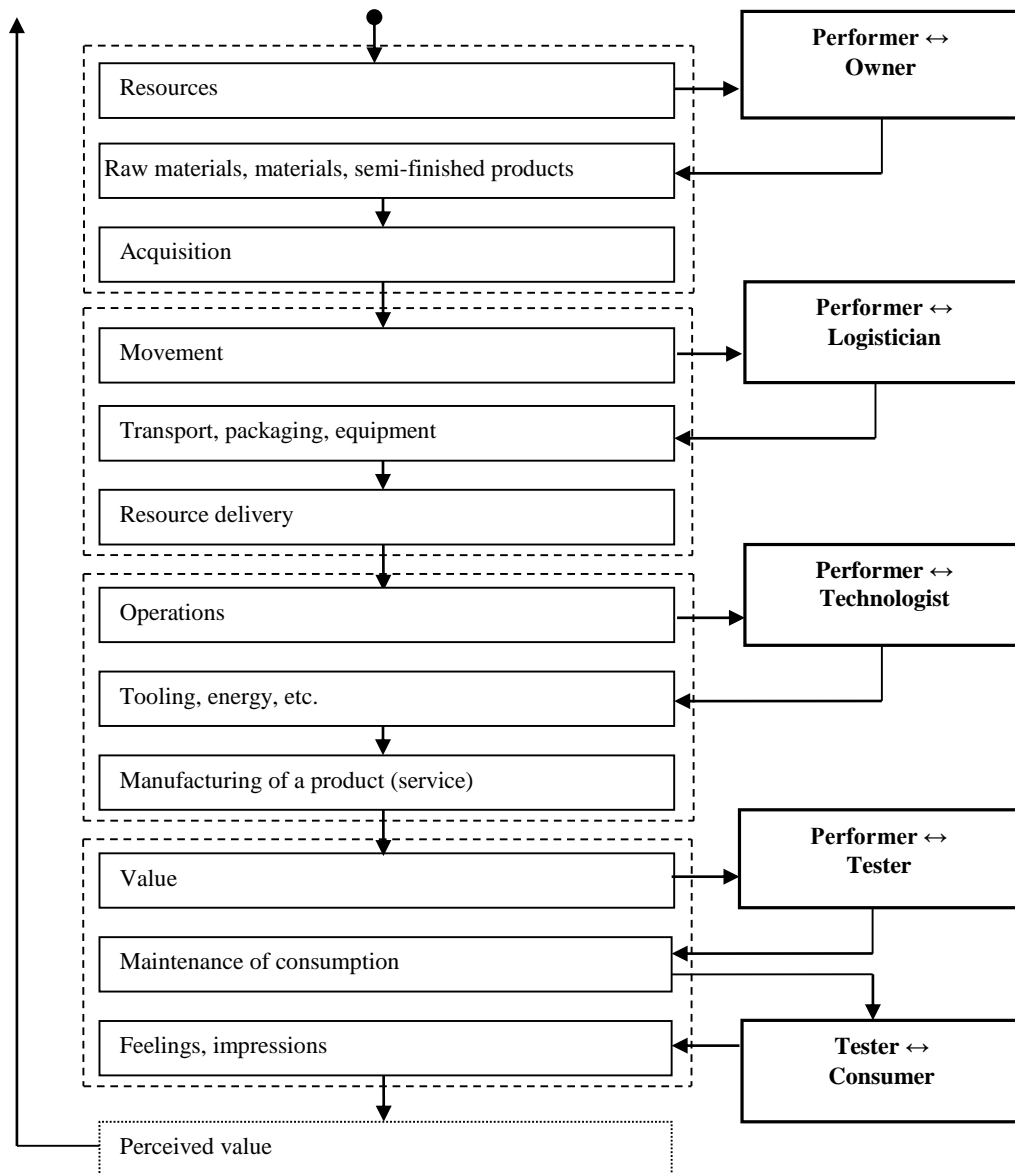 Resources
Performer ↔
Owner
Raw materials, materials, semi-finished products
Acquisition
Performer ↔
Logistician
Movement
Transport, packaging, equipment
Resource delivery
Performer ↔
Technologist
Operations
Tooling, energy, etc.
Manufacturing of a product (service)
Performer ↔
Tester
Value
Maintenance of consumption
Feelings, impressions
Tester ↔
Consumer
Perceived value